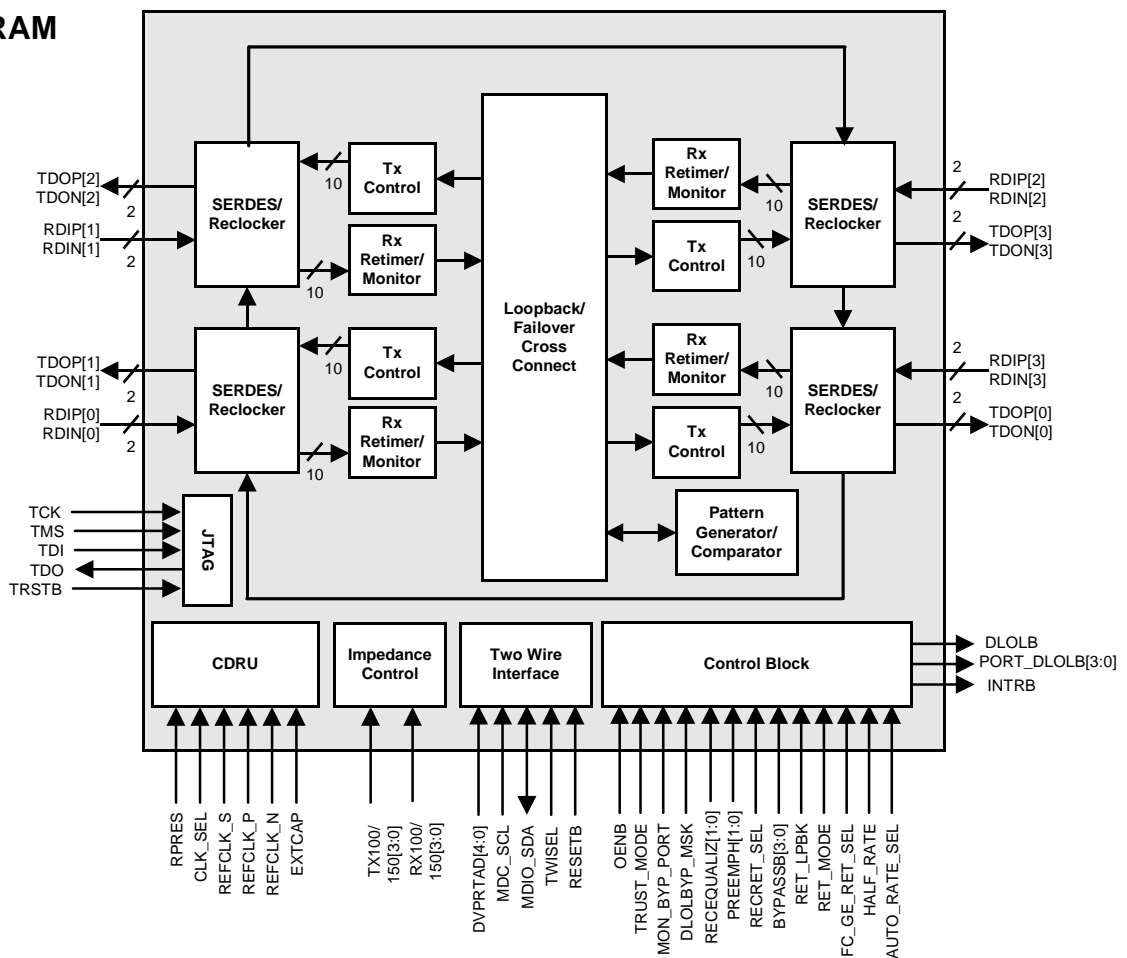 RAM
TDOP[2]
TDON[2]
2
RDIP[1]
RDIN[1]
2
SERDES/
Reclocker
10
Tx
Control
10
Rx
Retimer/
Monitor
TDOP[1]
TDON[1]
2
RDIP[0]
RDIN[0]
2
SERDES/
Reclocker
10
Tx
Control
10
Rx
Retimer/
Monitor
Loopback/
Failover
Cross
Connect
Rx
Retimer/
Monitor
10
Tx
Control
10
SERDES/
Reclocker
2
RDIP[2]
RDIN[2]
2
TDOP[3]
TDON[3]
Rx
Retimer/
Monitor
10
Tx
Control
10
SERDES/
Reclocker
2
RDIP[3]
RDIN[3]
2
TDOP[0]
TDON[0]
Pattern
Generator/
Comparator
TCK
TMS
TDI
TDO
TRSTB
JTAG
CDRU
Impedance
Control
Two Wire
Interface
Control Block
DLOLB
PORT_DLOLB[3:0]
INTRB
RPRES
CLK_SEL
REFCLK_S
REFCLK_P
REFCLK_N
EXTCAP
TX100/
150[3:0]
RX100/
150[3:0]
DVPRTAD[4:0]
MDC_SCL
MDIO_SDA
TWISEL
RESETB
OENB
TRUST_MODE
MON_BYP_PORT
DLOLBYP_MSK
RECEQUALIZ[1:0]
PREEMPH[1:0]
RECRET_SEL
BYPASSB[3:0]
RET_LPBK
RET_MODE
FC_GE_RET_SEL
HALF_RATE
AUTO_RATE_SEL